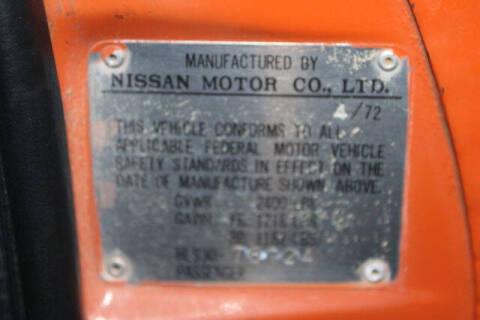 MANUFACTURED BY
NISSAN MOTOR CO., LTD.
4/72
THIS VEHICLE CONFORMS TO ALL
APPLICABLE FEDERAL MOTOR VEHICLE
SAFETY STANDARDS IN EFFECT ON THE
DATE OF MANUFACTURE SHOWN ABOVE.
GVWR
HLS30-
PASSENGER